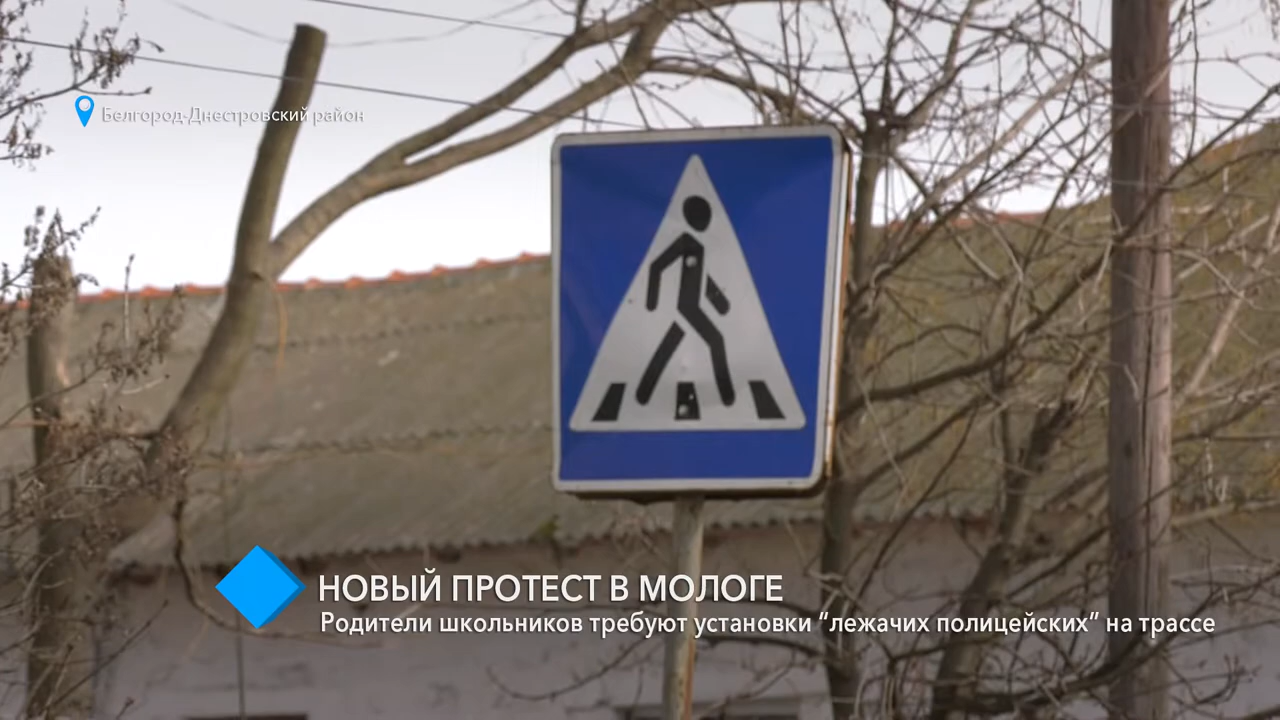 Белгород-Днестровский район
НОВЫЙ ПРОТЕСТ В МОЛОГЕ
Родители школьников требуют установки “лежачих полицейских” на трассе